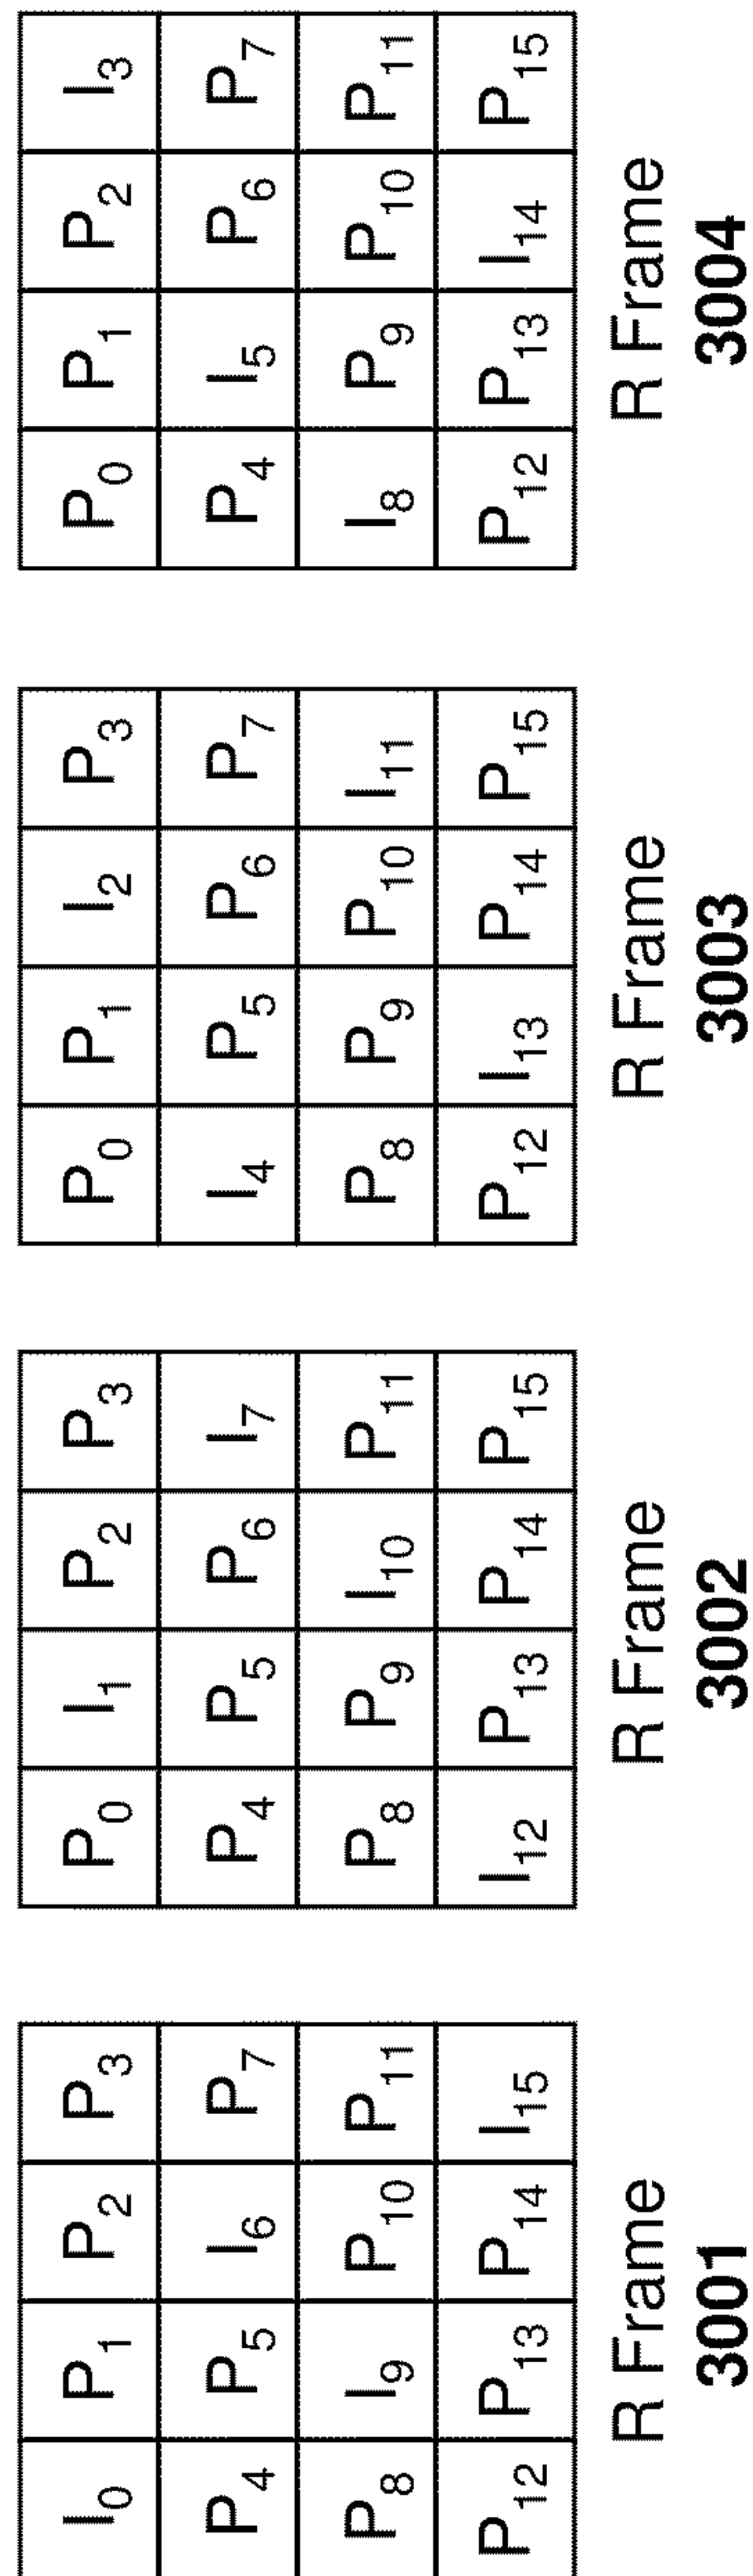 I0 P1 P2 P3
P4 P5 I6 P7
P8 I9 P10 P11
P12 P13 P14 I15
R Frame
3001
P0 I1 P2 P3
P4 P5 P6 I7
P8 P9 I10 P11
I12 P13 P14 P15
R Frame
3002
P0 P1 I2 P3
I4 P5 P6 P7
P8 P9 P10 I11
P12 I13 P14 P15
R Frame
3003
P0 P1 P2 I3
P4 I5 P6 P7
I8 P9 P10 P11
P12 P13 I14 P15
R Frame
3004